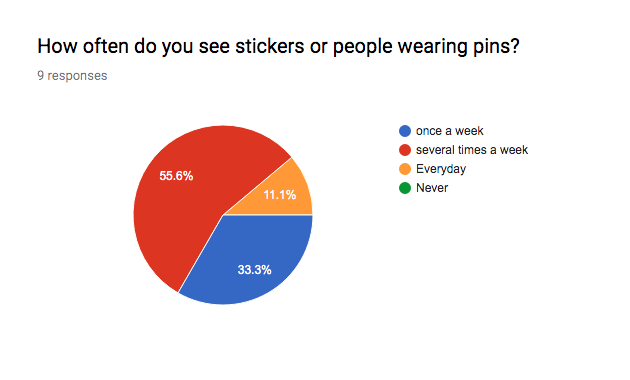 How often do you see stickers or people wearing pins?
9 responses
once a week
several times a week
Everyday
Never
55.6%
11.1%
33.3%